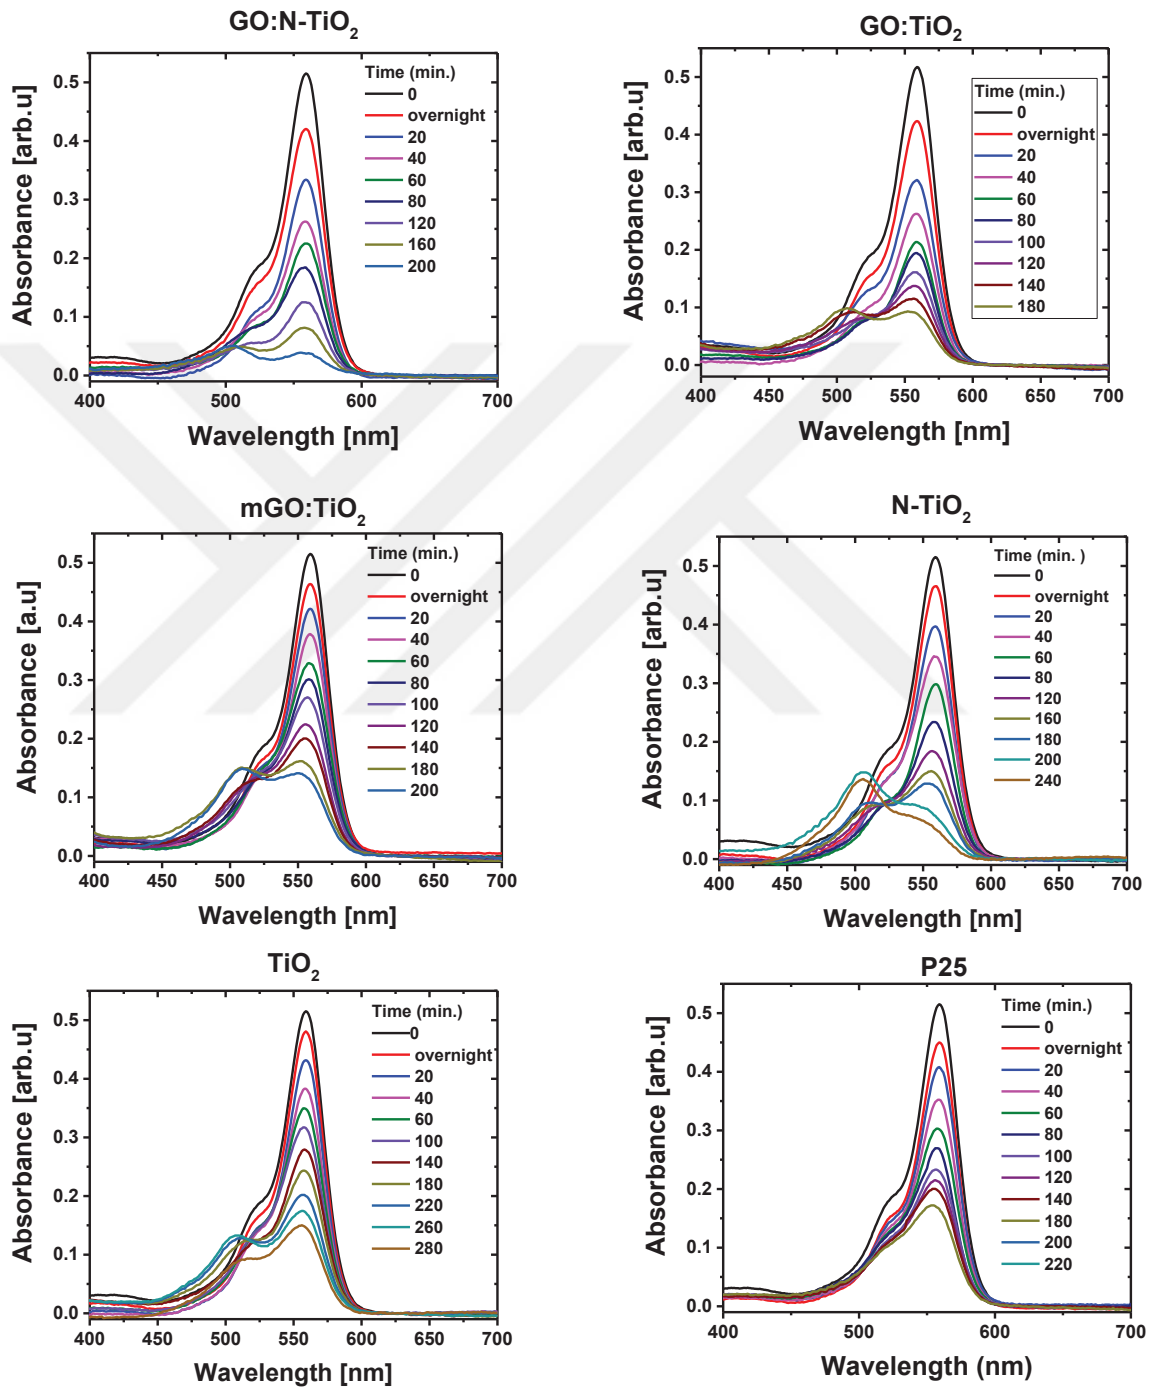 GO:N-TiO₂
Absorbance [arb.u]
0.5
0.4
0.3
0.2
0.1
0.0
Time (min.)
0
overnight
20
40
60
80
120
160
200
400 450 500 550 600 650 700
Wavelength [nm]
GO:TiO₂
Absorbance [arb.u]
0.5
0.4
0.3
0.2
0.1
0.0
Time (min.)
0
overnight
20
40
60
80
100
120
140
180
400 450 500 550 600 650 700
Wavelength [nm]
mGO:TiO₂
Absorbance [a.u]
0.5
0.4
0.3
0.2
0.1
0.0
Time (min.)
0
overnight
20
40
60
80
100
120
140
180
200
400 450 500 550 600 650 700
Wavelength [nm]
N-TiO₂
Absorbance [arb.u]
0.5
0.4
0.3
0.2
0.1
0.0
Time (min. )
0
overnight
20
40
60
80
120
160
180
200
240
400 450 500 550 600 650 700
Wavelength [nm]
TiO₂
Absorbance [arb.u]
0.5
0.4
0.3
0.2
0.1
0.0
Time (min.)
0
overnight
20
40
60
100
140
180
220
260
280
400 450 500 550 600 650 700
Wavelength [nm]
P25
Absorbance [arb.u]
0.5
0.4
0.3
0.2
0.1
0.0
Time (min.)
0
overnight
20
40
60
80
100
120
140
180
200
220
400 500 600 700
Wavelength (nm)